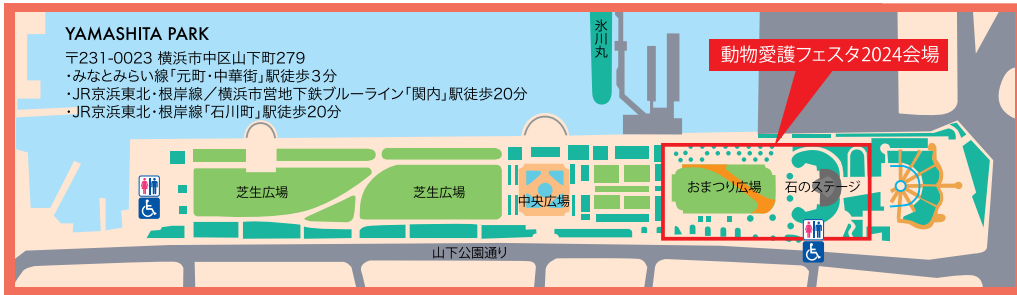 YAMASHITA PARK
〒231-0023 横浜市中区山下町279
・みなとみらい線「元町・中華街」駅徒歩3分
・JR京浜東北・根岸線／横浜市営地下鉄ブルーライン「関内」駅徒歩20分
・JR京浜東北・根岸線「石川町」駅徒歩20分
氷川丸
動物愛護フェスタ2024会場
芝生広場
芝生広場
中央広場
おまつり広場
石のステージ
山下公園通り